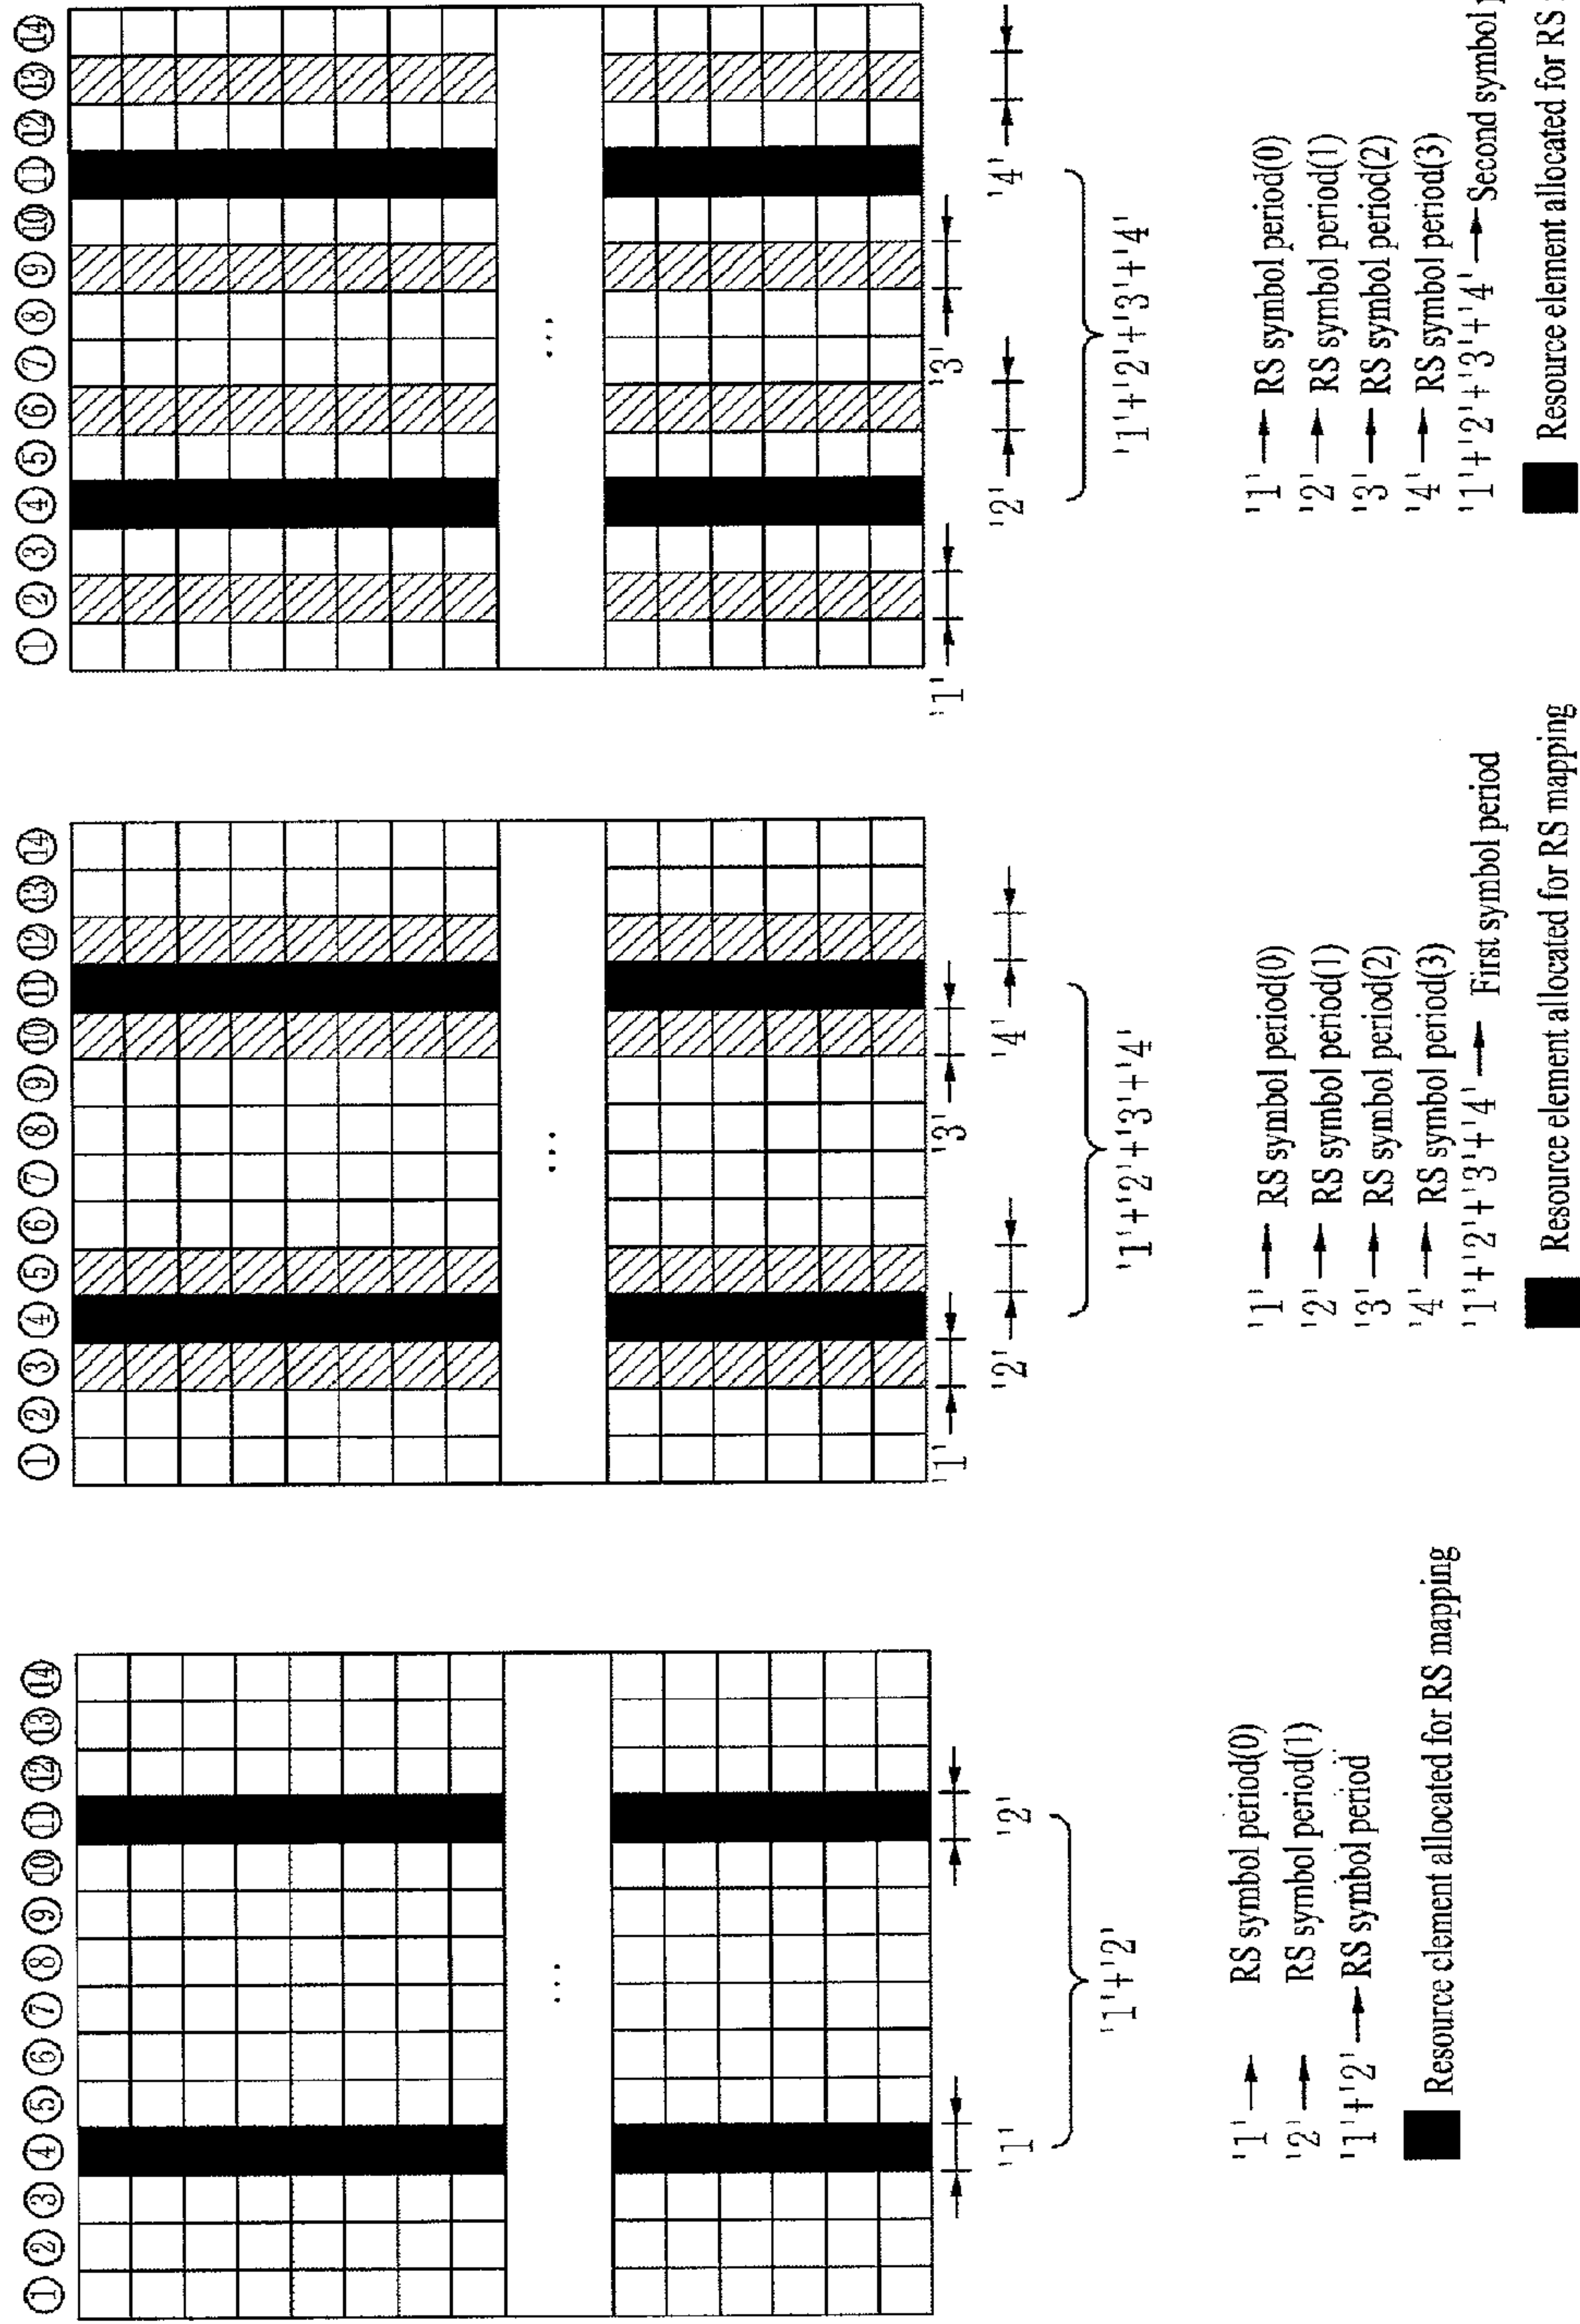 ① ② ③ ④ ⑤ ⑥ ⑦ ⑧ ⑨ ⑩ ⑪ ⑫ ⑬ ⑭
...
'1' '2'
'1'+'2'
'1' → RS symbol period(0)
'2' → RS symbol period(1)
'1'+'2' → RS symbol period
Resource element allocated for RS mapping
① ② ③ ④ ⑤ ⑥ ⑦ ⑧ ⑨ ⑩ ⑪ ⑫ ⑬ ⑭
...
'1' '3'
'2' '4'
'1'+'2'+'3'+'4'
'1' → RS symbol period(0)
'2' → RS symbol period(1)
'3' → RS symbol period(2)
'4' → RS symbol period(3)
'1'+'2'+'3'+'4' → First symbol period
Resource element allocated for RS mapping
① ② ③ ④ ⑤ ⑥ ⑦ ⑧ ⑨ ⑩ ⑪ ⑫ ⑬ ⑭
...
'1' '3'
'2' '4'
'1'+'2'+'3'+'4'
'1' → RS symbol period(0)
'2' → RS symbol period(1)
'3' → RS symbol period(2)
'4' → RS symbol period(3)
'1'+'2'+'3'+'4' → Second symbol
Resource element allocated for RS